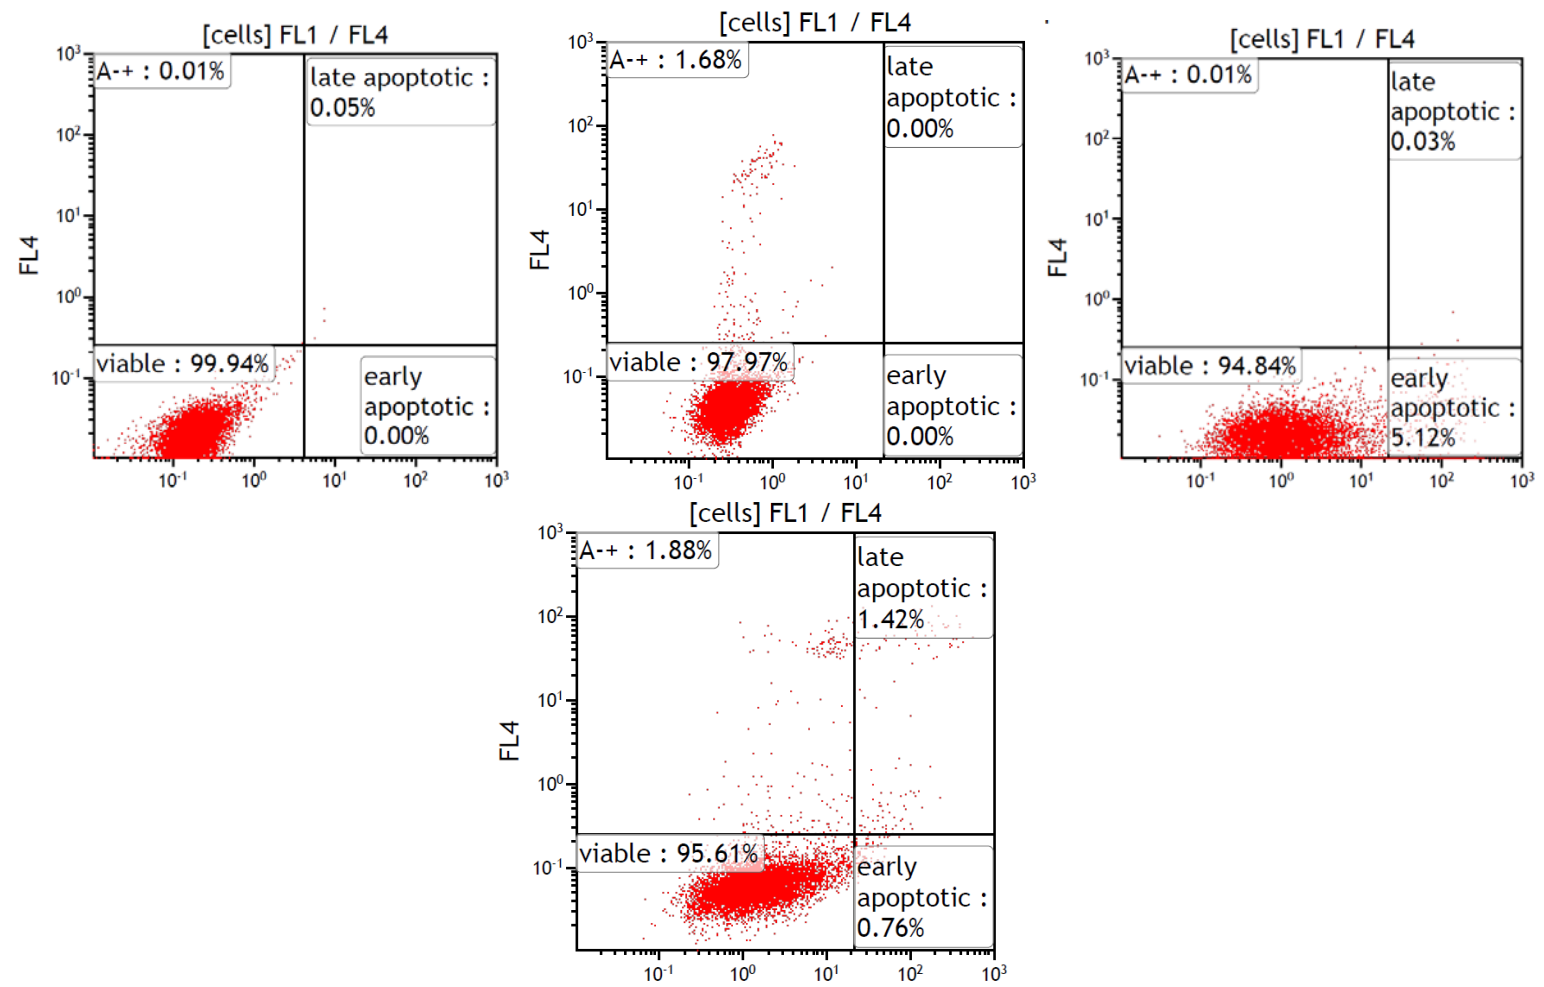 [cells] FL1 / FL4
A-+ : 0.01%
late apoptotic :
0.05%
viable : 99.94%
early
apoptotic :
0.00%
FL4
10³
10²
10¹
10⁰
10⁻¹
10⁻¹ 10⁰ 10¹ 10² 10³
[cells] FL1 / FL4
A-+ : 1.68%
late
apoptotic :
0.00%
viable : 97.97%
early
apoptotic :
0.00%
FL4
10³
10²
10¹
10⁰
10⁻¹
10⁻¹ 10⁰ 10¹ 10² 10³
[cells] FL1 / FL4
A-+ : 0.01%
late
apoptotic :
0.03%
viable : 94.84%
early
apoptotic :
5.12%
FL4
10³
10²
10¹
10⁰
10⁻¹
10⁻¹ 10⁰ 10¹ 10² 10³
[cells] FL1 / FL4
A-+ : 1.88%
late
apoptotic :
1.42%
viable : 95.61%
early
apoptotic :
0.76%
FL4
10³
10²
10¹
10⁰
10⁻¹
10⁻¹ 10⁰ 10¹ 10² 10³